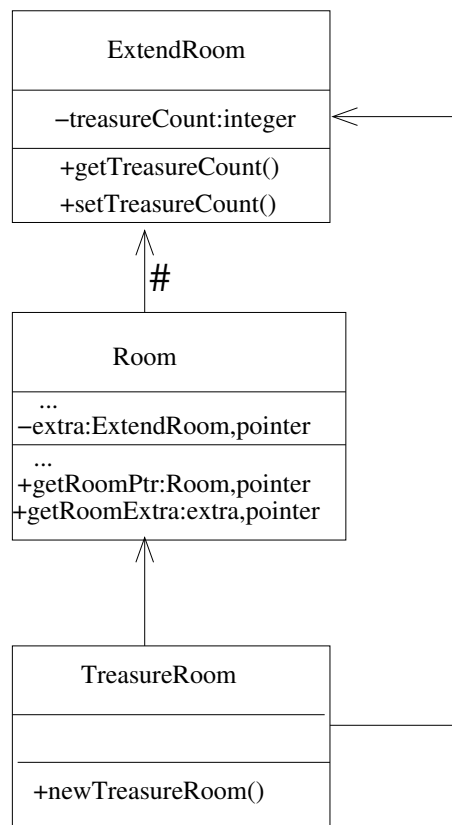 ExtendRoom
−treasureCount:integer
+getTreasureCount()
+setTreasureCount()
#
Room
...
−extra:ExtendRoom,pointer
...
+getRoomPtr:Room,pointer
+getRoomExtra:extra,pointer
TreasureRoom
+newTreasureRoom()